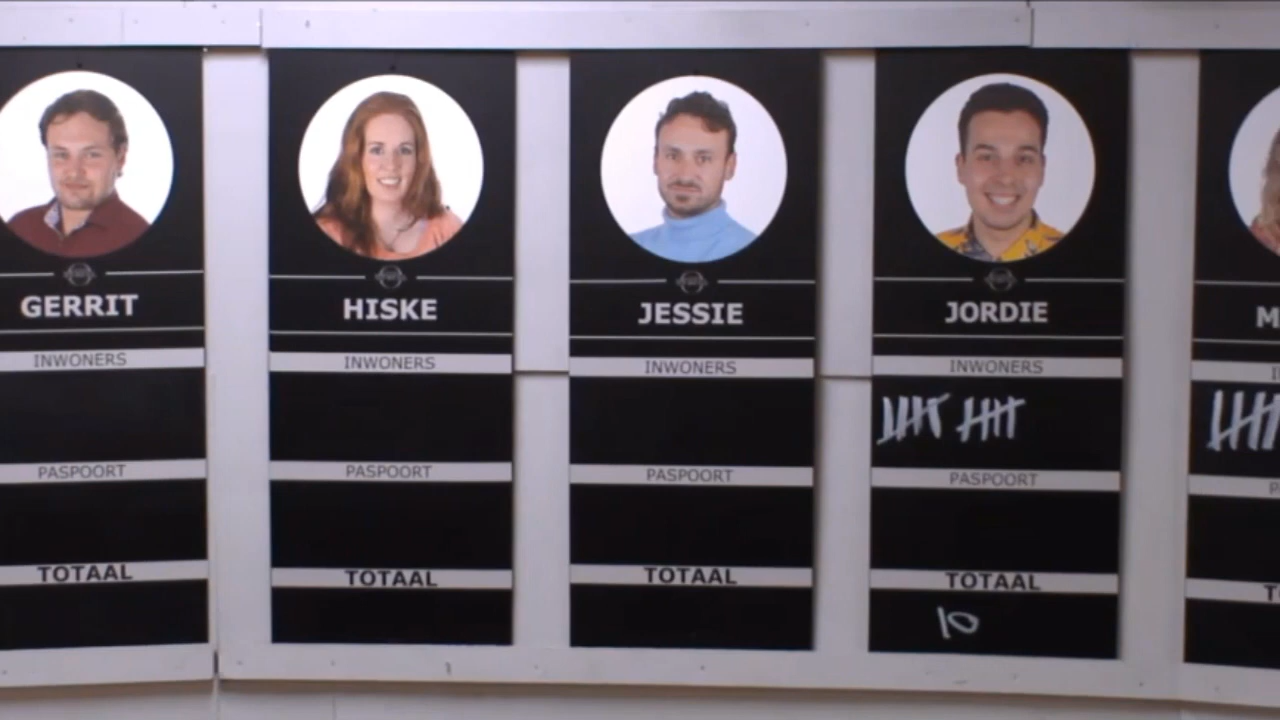 GERRIT
INWONERS
PASPOORT
TOTAAL
HISKE
INWONERS
PASPOORT
TOTAAL
JESSIE
INWONERS
PASPOORT
TOTAAL
JORDIE
INWONERS
PASPOORT
TOTAAL
10
M